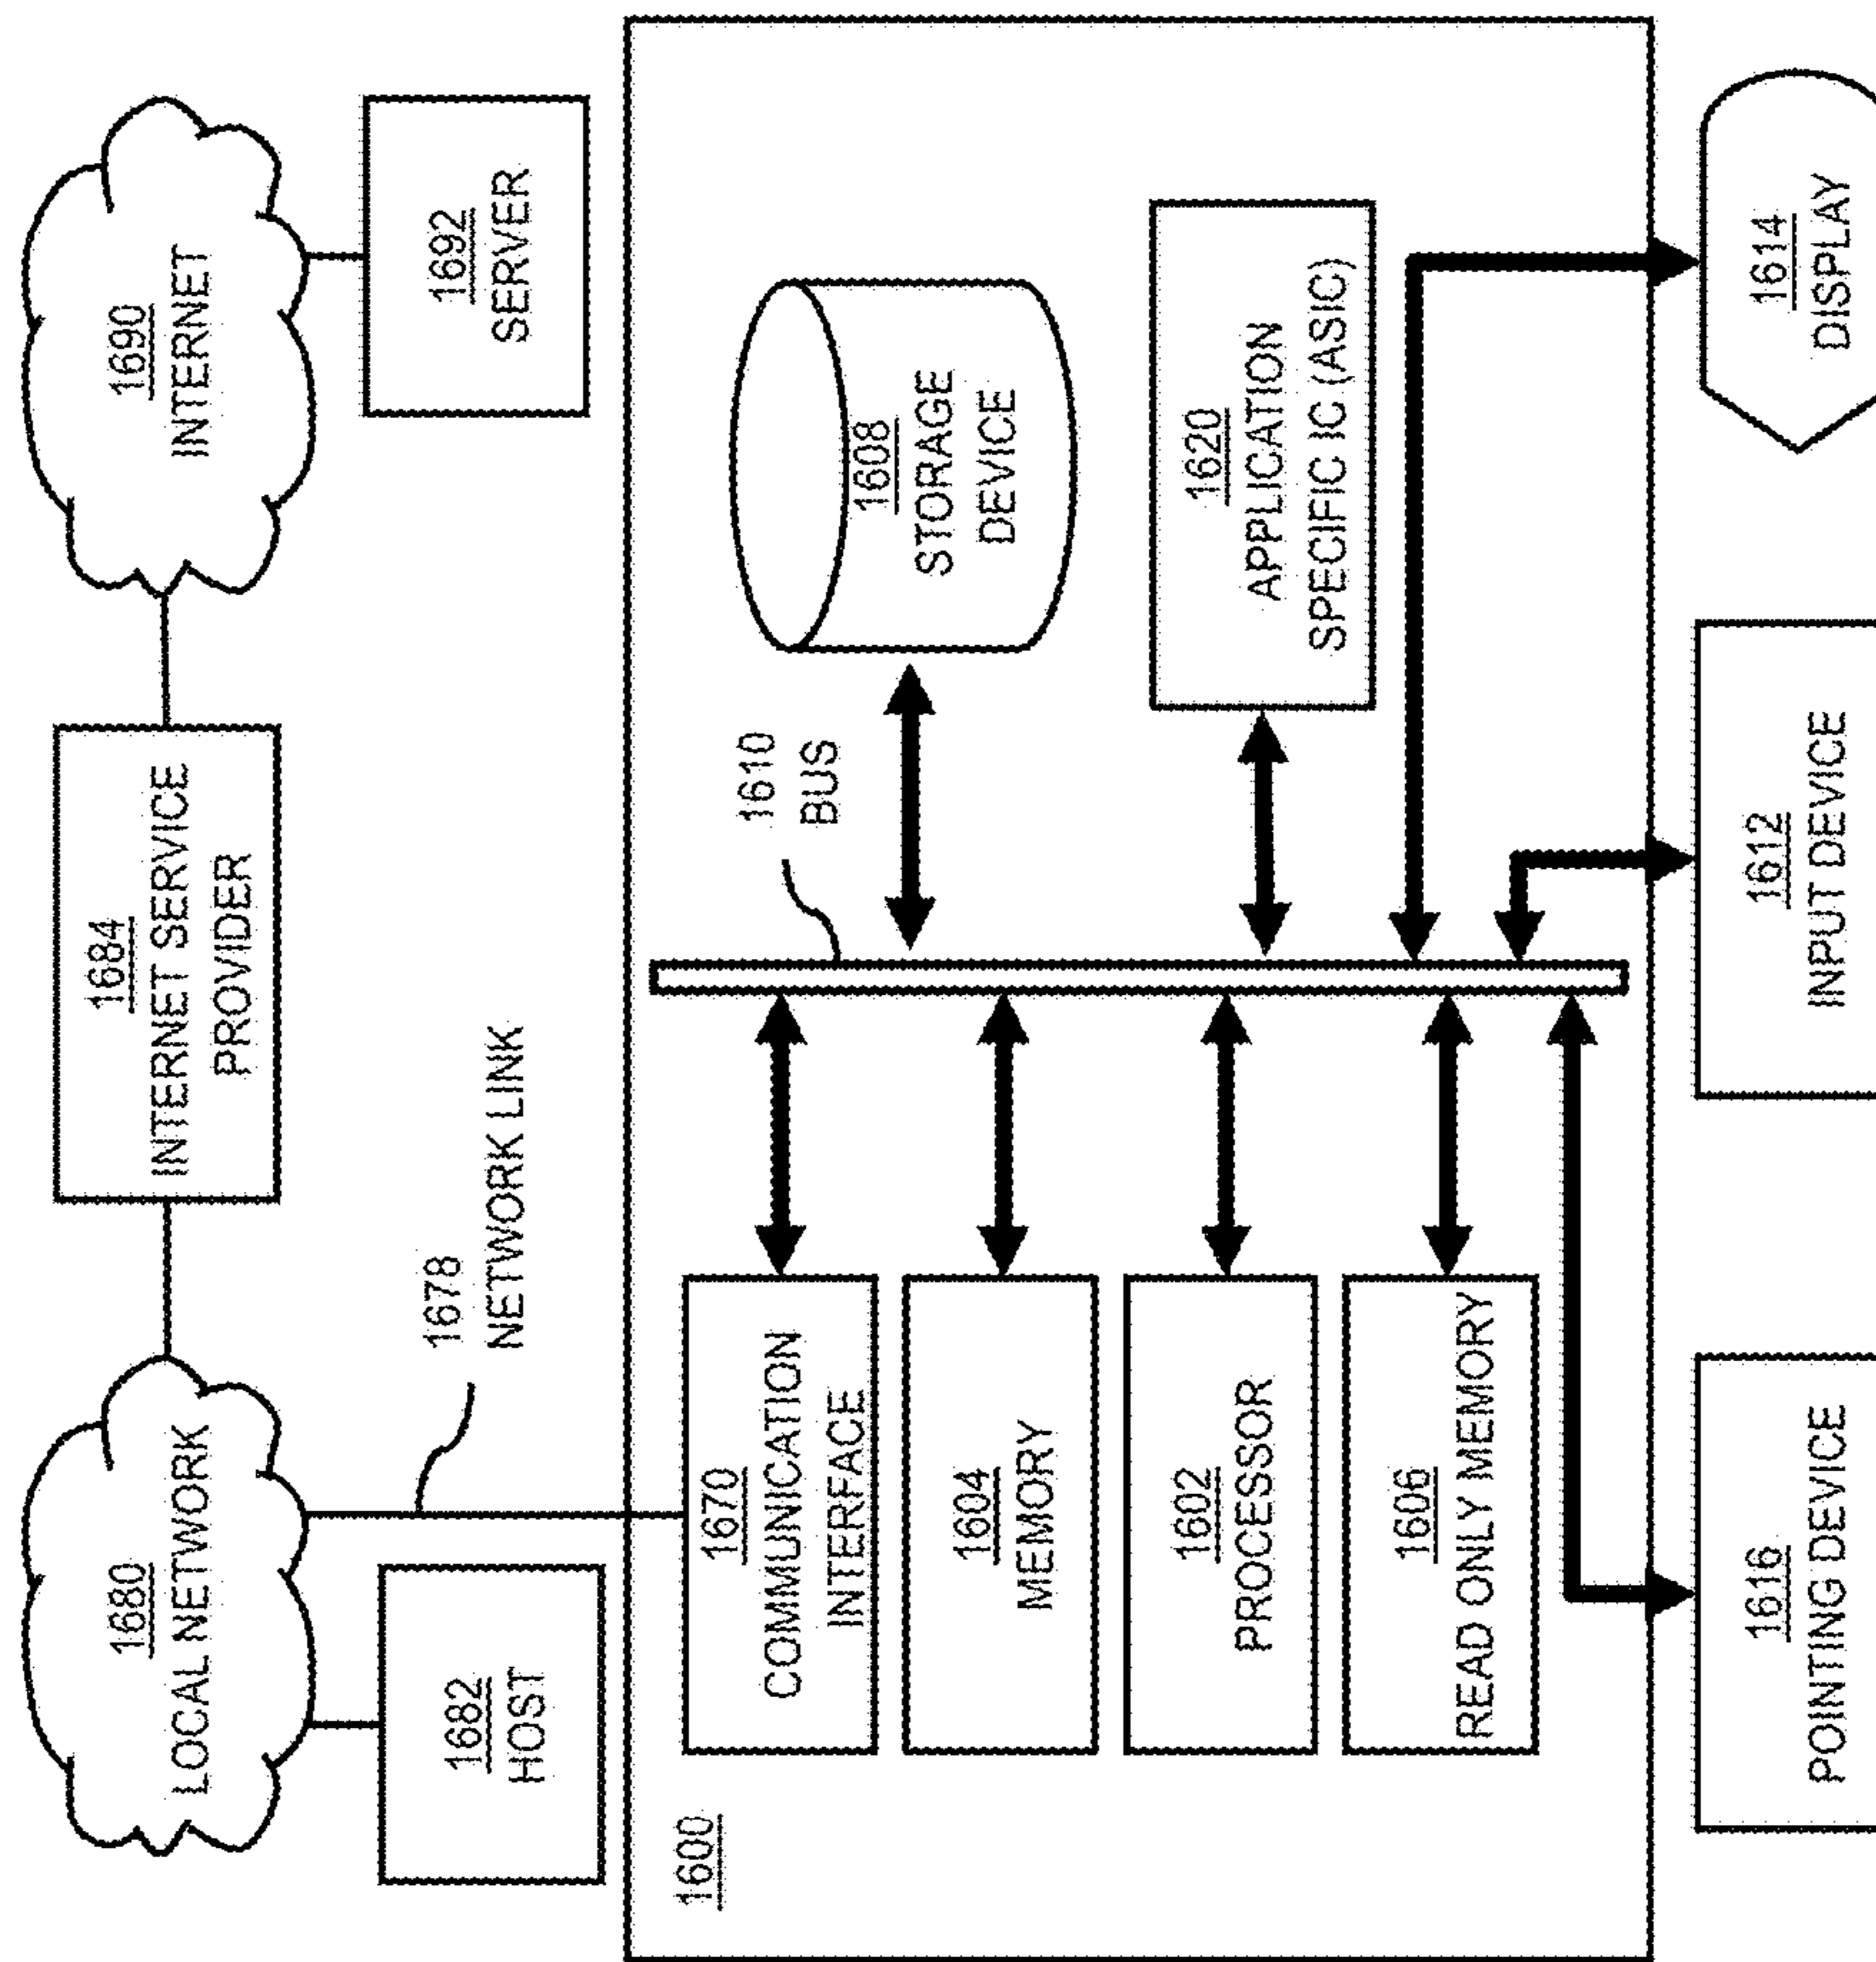 1680
LOCAL NETWORK
1684
INTERNET SERVICE
PROVIDER
1690
INTERNET
1682
HOST
1678
NETWORK LINK
1692
SERVER
1600
1670
COMMUNICATION
INTERFACE
1610
BUS
1608
STORAGE
DEVICE
1604
MEMORY
1602
PROCESSOR
1620
APPLICATION
SPECIFIC IC (ASIC)
1606
READ ONLY MEMORY
1616
POINTING DEVICE
1612
INPUT DEVICE
1614
DISPLAY